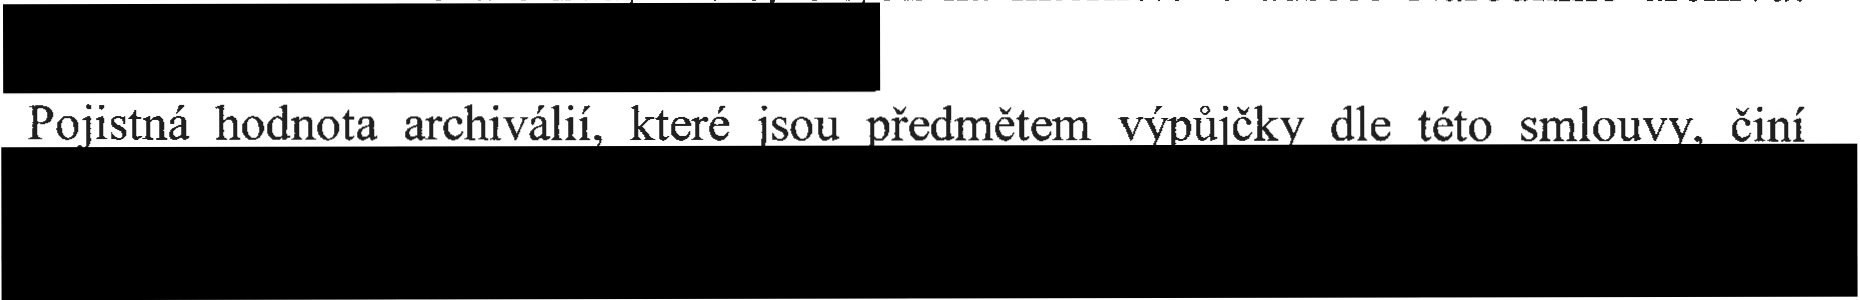 Pojistná hodnota archiválií, které jsou předmětem výpůjčky dle této smlouvy, činí